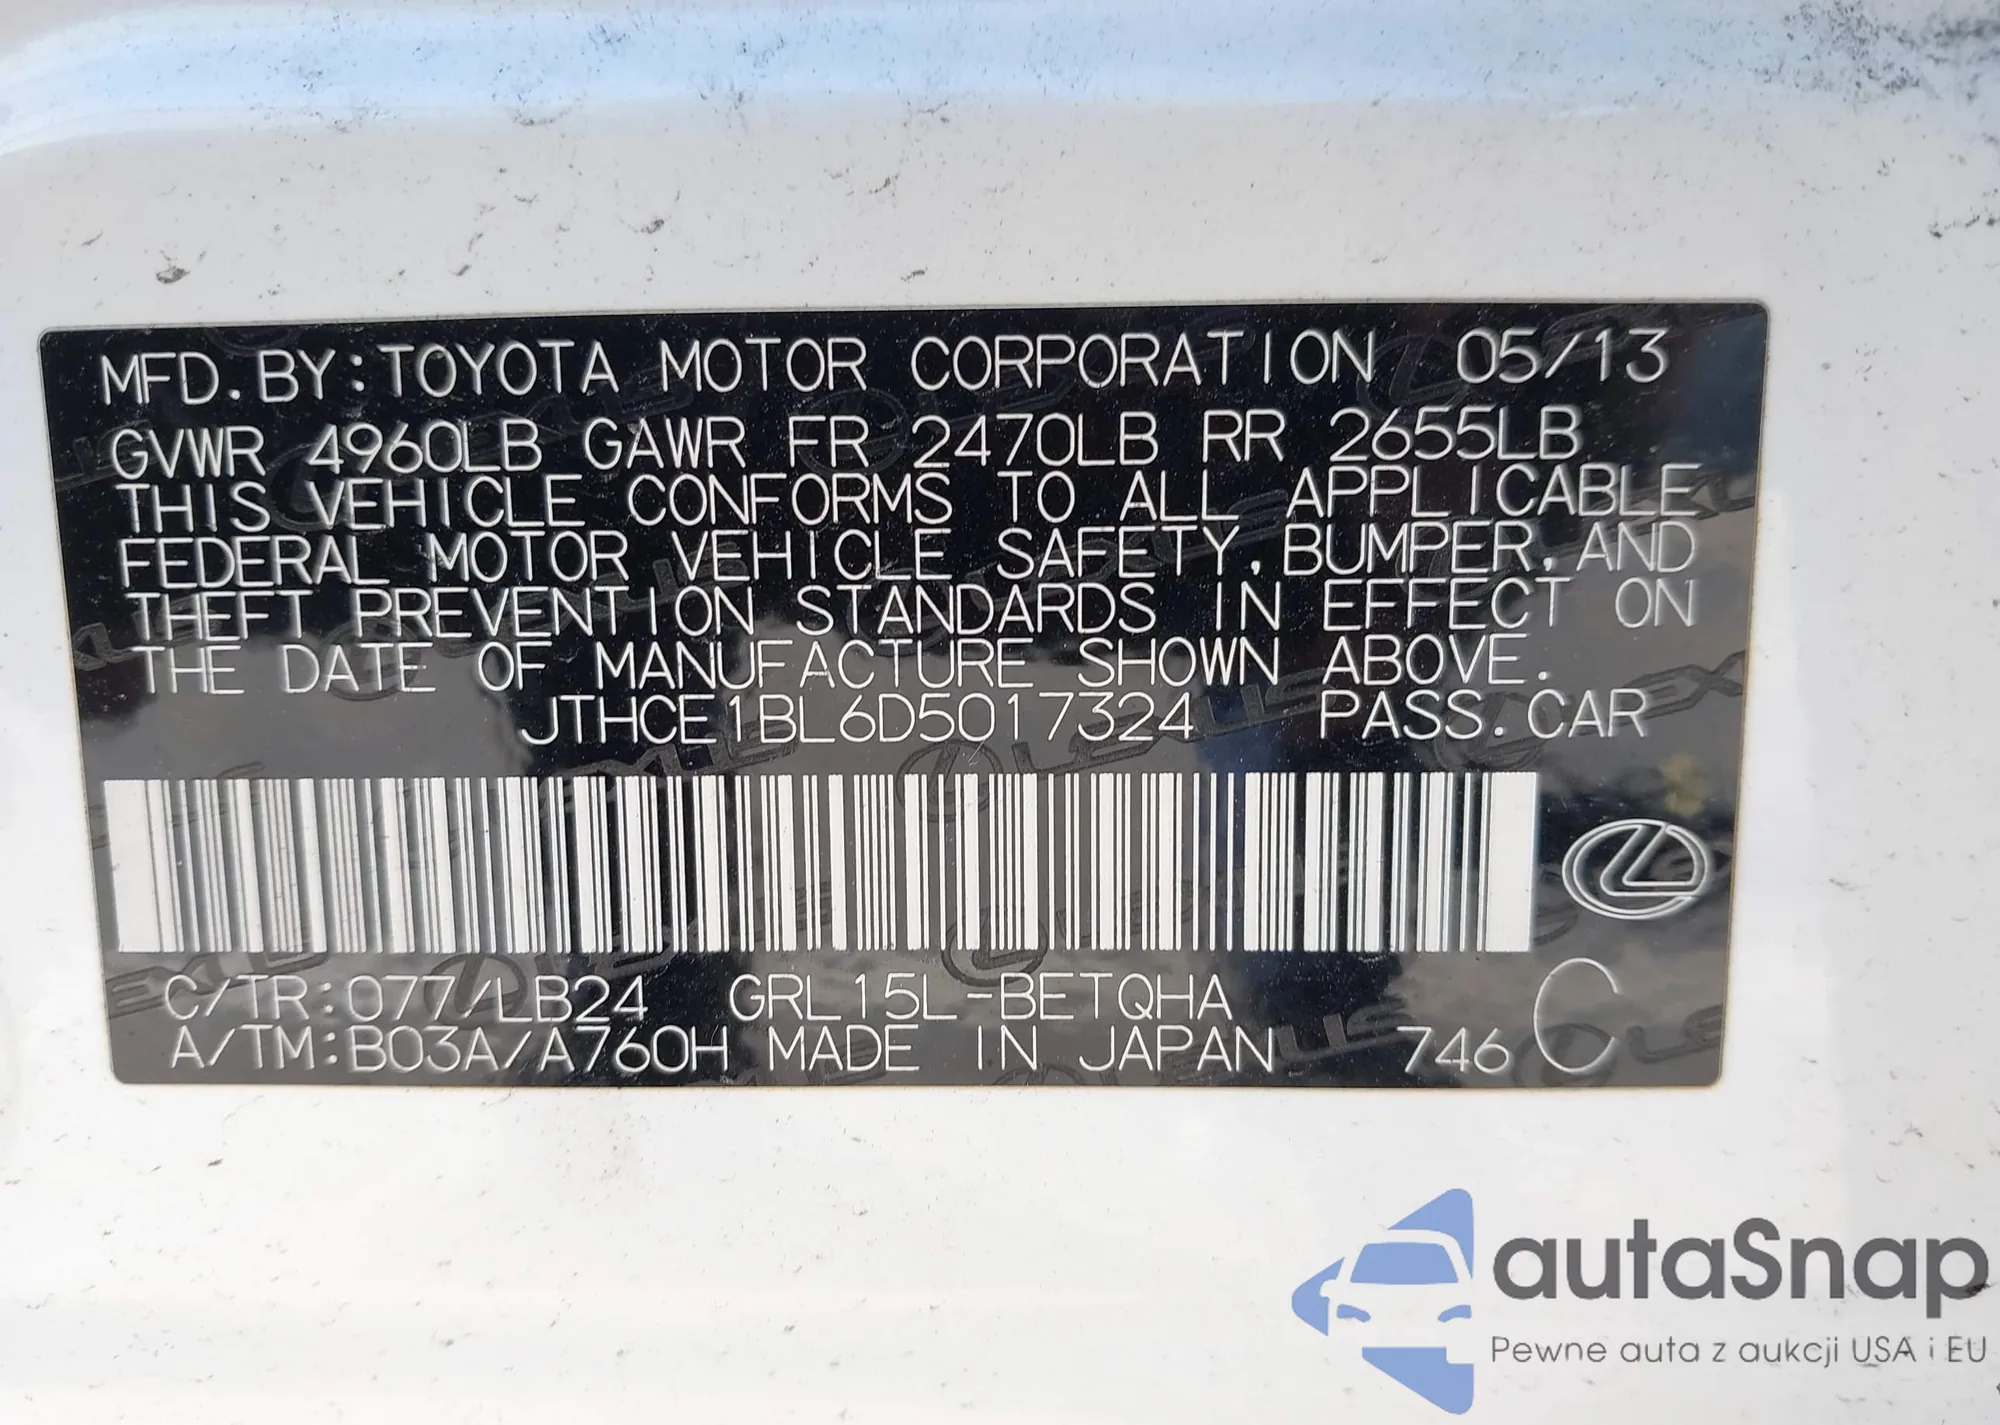 MFD. BY: TOYOTA MOTOR CORPORATION 05/13
GVWR 4960LB GAWR FR 2470LB RR 2655LB
THIS VEHICLE CONFORMS TO ALL APPLICABLE
FEDERAL MOTOR VEHICLE SAFETY, BUMPER, AND
THEFT PREVENTION STANDARDS IN EFFECT ON
THE DATE OF MANUFACTURE SHOWN ABOVE.
JTHCE1BL6D5017324 PASS. CAR
C/TR: 077/LB24 GRL15L-BETQHA
A/TM: B03A/A760H MADE IN JAPAN 746 C
autaSnap
Pewne auta z aukcji USA i EU